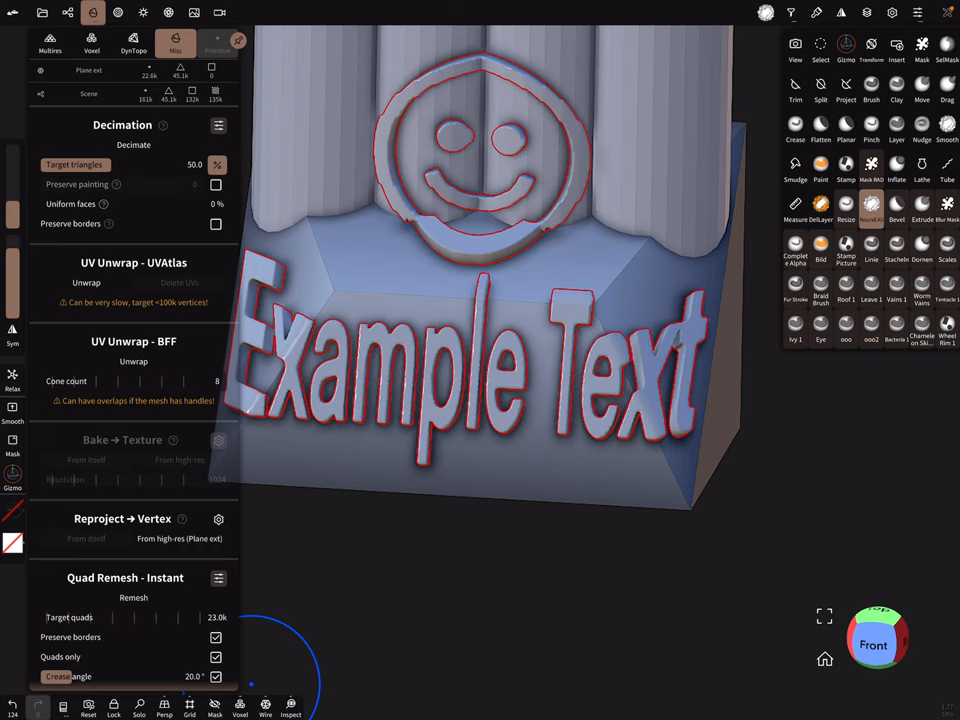 Multires Voxel DynTopo Misc Primitive
Plane ext 22.6k 45.1k 0
Scene 161k 45.1k 132k 135k
Decimation ?
Decimate
Target triangles 50.0 %
Preserve painting ? 0
Uniform faces ? 0 %
Preserve borders ?
UV Unwrap - UVAtlas
Unwrap Delete UVs
⚠ Can be very slow, target <100k vertices!
UV Unwrap - BFF
Unwrap
Cone count 8
⚠ Can have overlaps if the mesh has handles!
Bake → Texture ?
From itself From high-res
Resolution 1024
Reproject → Vertex ?
From itself From high-res (Plane ext)
Quad Remesh - Instant
Remesh
Target quads 23.0k
Preserve borders
Quads only
Crease angle 20.0 °
Sym
Relax
Smooth
Mask
Gizmo
Example Text
View Select Gizmo Transform Insert Mask SelMask
Trim Split Project Brush Clay Move Drag
Crease Flatten Planar Pinch Layer Nudge Smooth
Smudge Paint Stamp Mask RAD Inflate Lathe Tube
Measure DelLayer Resize Bevel Extrude Blur Mask
Complete Alpha Bild Stamp Picture Linie Stacheln Dornen Scales
Fur Stroke Braid Brush Roof 1 Leave 1 Vains 1 Worm Vains Tentacle 1
Ivy 1 Eye ooo ooo2 Bacteria 1 Chameleon Ski... Wheel Rim 1
Top
Front
124 0 ... Reset Lock Solo Persp Grid Mask Voxel Wire Inspect
1.77